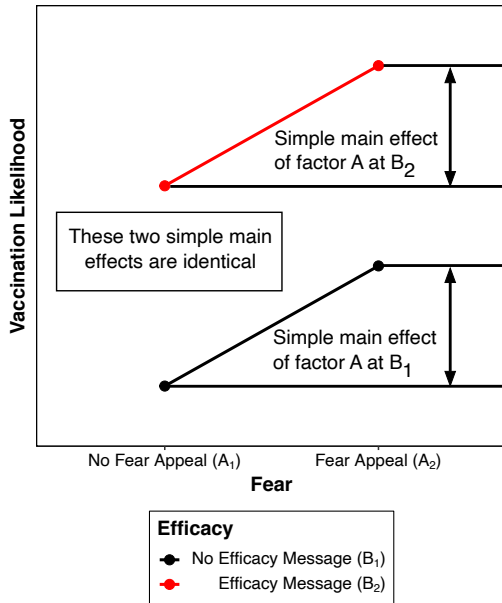 Vaccination Likelihood
Simple main effect
of factor A at B2
These two simple main
effects are identical
Simple main effect
of factor A at B1
No Fear Appeal (A1)
Fear Appeal (A2)
Fear
Efficacy
No Efficacy Message (B1)
Efficacy Message (B2)